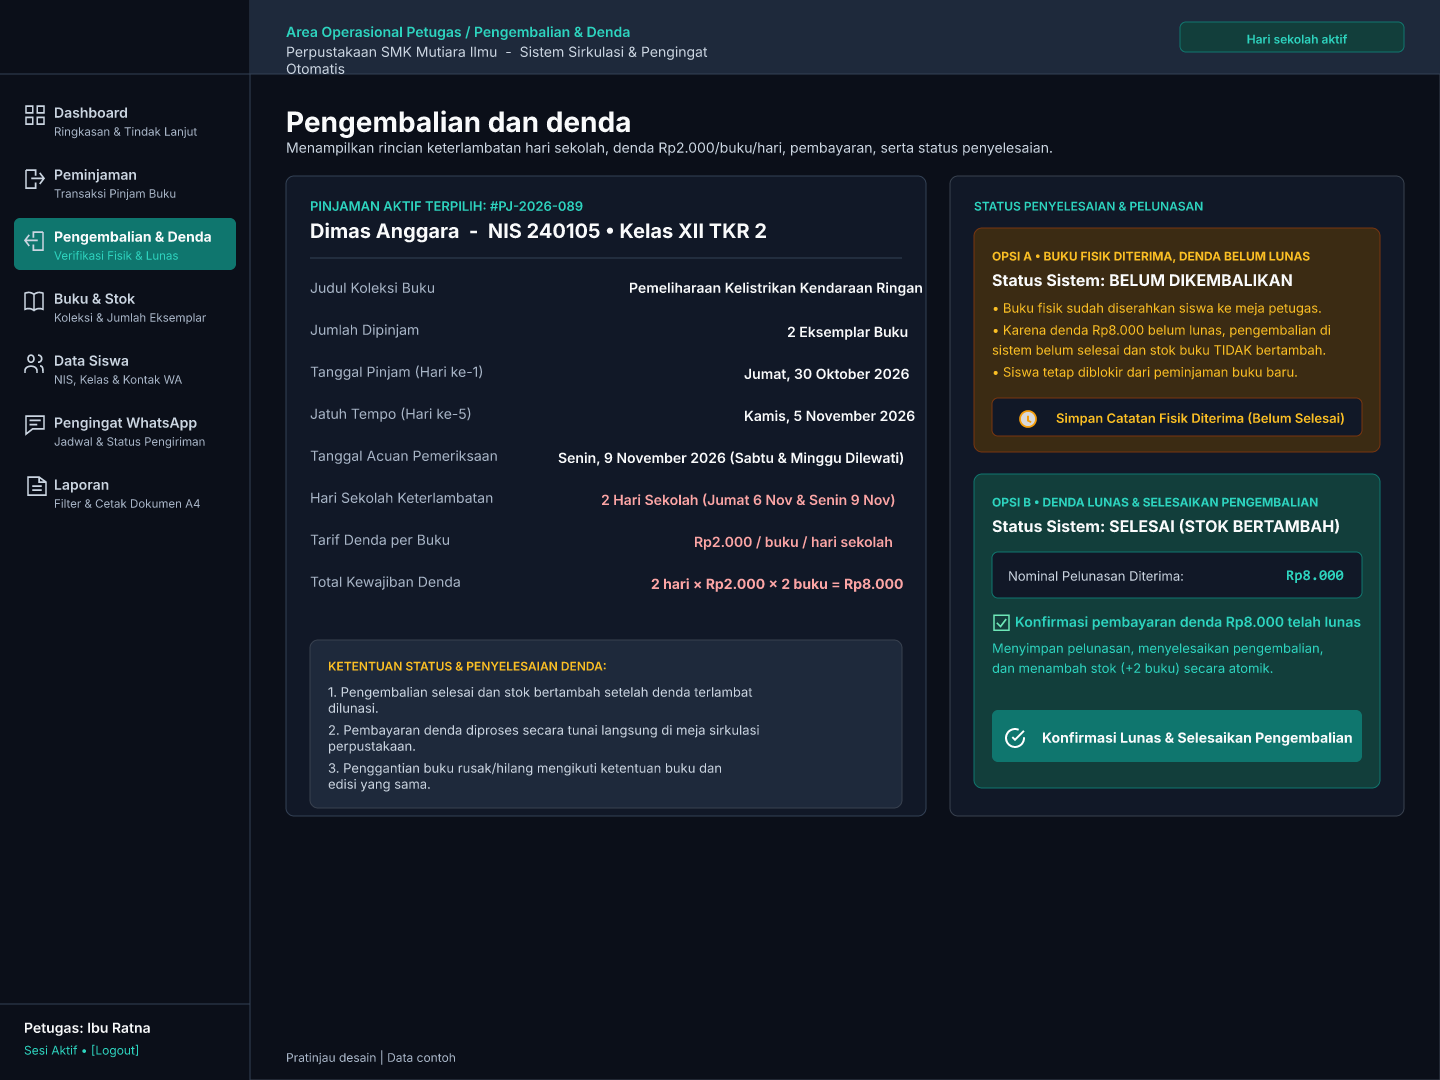 Area Operasional Petugas / Pengembalian & Denda
Perpustakaan SMK Mutiara Ilmu - Sistem Sirkulasi & Pengingat
Otomatis
Hari sekolah aktif
Dashboard
Ringkasan & Tindak Lanjut
Peminjaman
Transaksi Pinjam Buku
Pengembalian & Denda
Verifikasi Fisik & Lunas
Buku & Stok
Koleksi & Jumlah Eksemplar
Data Siswa
NIS, Kelas & Kontak WA
Pengingat WhatsApp
Jadwal & Status Pengiriman
Laporan
Filter & Cetak Dokumen A4
Petugas: Ibu Ratna
Sesi Aktif • [Logout]
Pengembalian dan denda
Menampilkan rincian keterlambatan hari sekolah, denda Rp2.000/buku/hari, pembayaran, serta status penyelesaian.
PINJAMAN AKTIF TERPILIH: #PJ-2026-089
Dimas Anggara - NIS 240105 • Kelas XII TKR 2
Judul Koleksi Buku Pemeliharaan Kelistrikan Kendaraan Ringan
Jumlah Dipinjam 2 Eksemplar Buku
Tanggal Pinjam (Hari ke-1) Jumat, 30 Oktober 2026
Jatuh Tempo (Hari ke-5) Kamis, 5 November 2026
Tanggal Acuan Pemeriksaan Senin, 9 November 2026 (Sabtu & Minggu Dilewati)
Hari Sekolah Keterlambatan 2 Hari Sekolah (Jumat 6 Nov & Senin 9 Nov)
Tarif Denda per Buku Rp2.000 / buku / hari sekolah
Total Kewajiban Denda 2 hari × Rp2.000 × 2 buku = Rp8.000
KETENTUAN STATUS & PENYELESAIAN DENDA:
1. Pengembalian selesai dan stok bertambah setelah denda terlambat
dilunasi.
2. Pembayaran denda diproses secara tunai langsung di meja sirkulasi
perpustakaan.
3. Penggantian buku rusak/hilang mengikuti ketentuan buku dan
edisi yang sama.
STATUS PENYELESAIAN & PELUNASAN
OPSI A • BUKU FISIK DITERIMA, DENDA BELUM LUNAS
Status Sistem: BELUM DIKEMBALIKAN
• Buku fisik sudah diserahkan siswa ke meja petugas.
• Karena denda Rp8.000 belum lunas, pengembalian di
sistem belum selesai dan stok buku TIDAK bertambah.
• Siswa tetap diblokir dari peminjaman buku baru.
Simpan Catatan Fisik Diterima (Belum Selesai)
OPSI B • DENDA LUNAS & SELESAIKAN PENGEMBALIAN
Status Sistem: SELESAI (STOK BERTAMBAH)
Nominal Pelunasan Diterima: Rp8.000
Konfirmasi pembayaran denda Rp8.000 telah lunas
Menyimpan pelunasan, menyelesaikan pengembalian,
dan menambah stok (+2 buku) secara atomik.
Konfirmasi Lunas & Selesaikan Pengembalian
Pratinjau desain | Data contoh